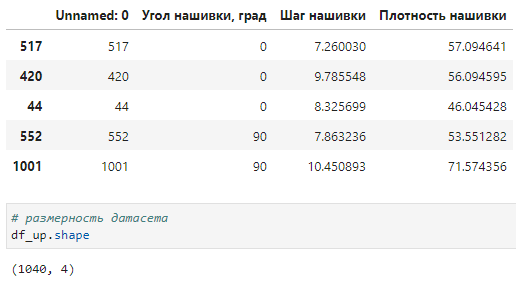 Unnamed: 0 Угол нашивки, град Шаг нашивки Плотность нашивки
517 517 0 7.260030 57.094641
420 420 0 9.785548 56.094595
44 44 0 8.325699 46.045428
552 552 90 7.863236 53.551282
1001 1001 90 10.450893 71.574356
# размерность датасета
df_up.shape
(1040, 4)